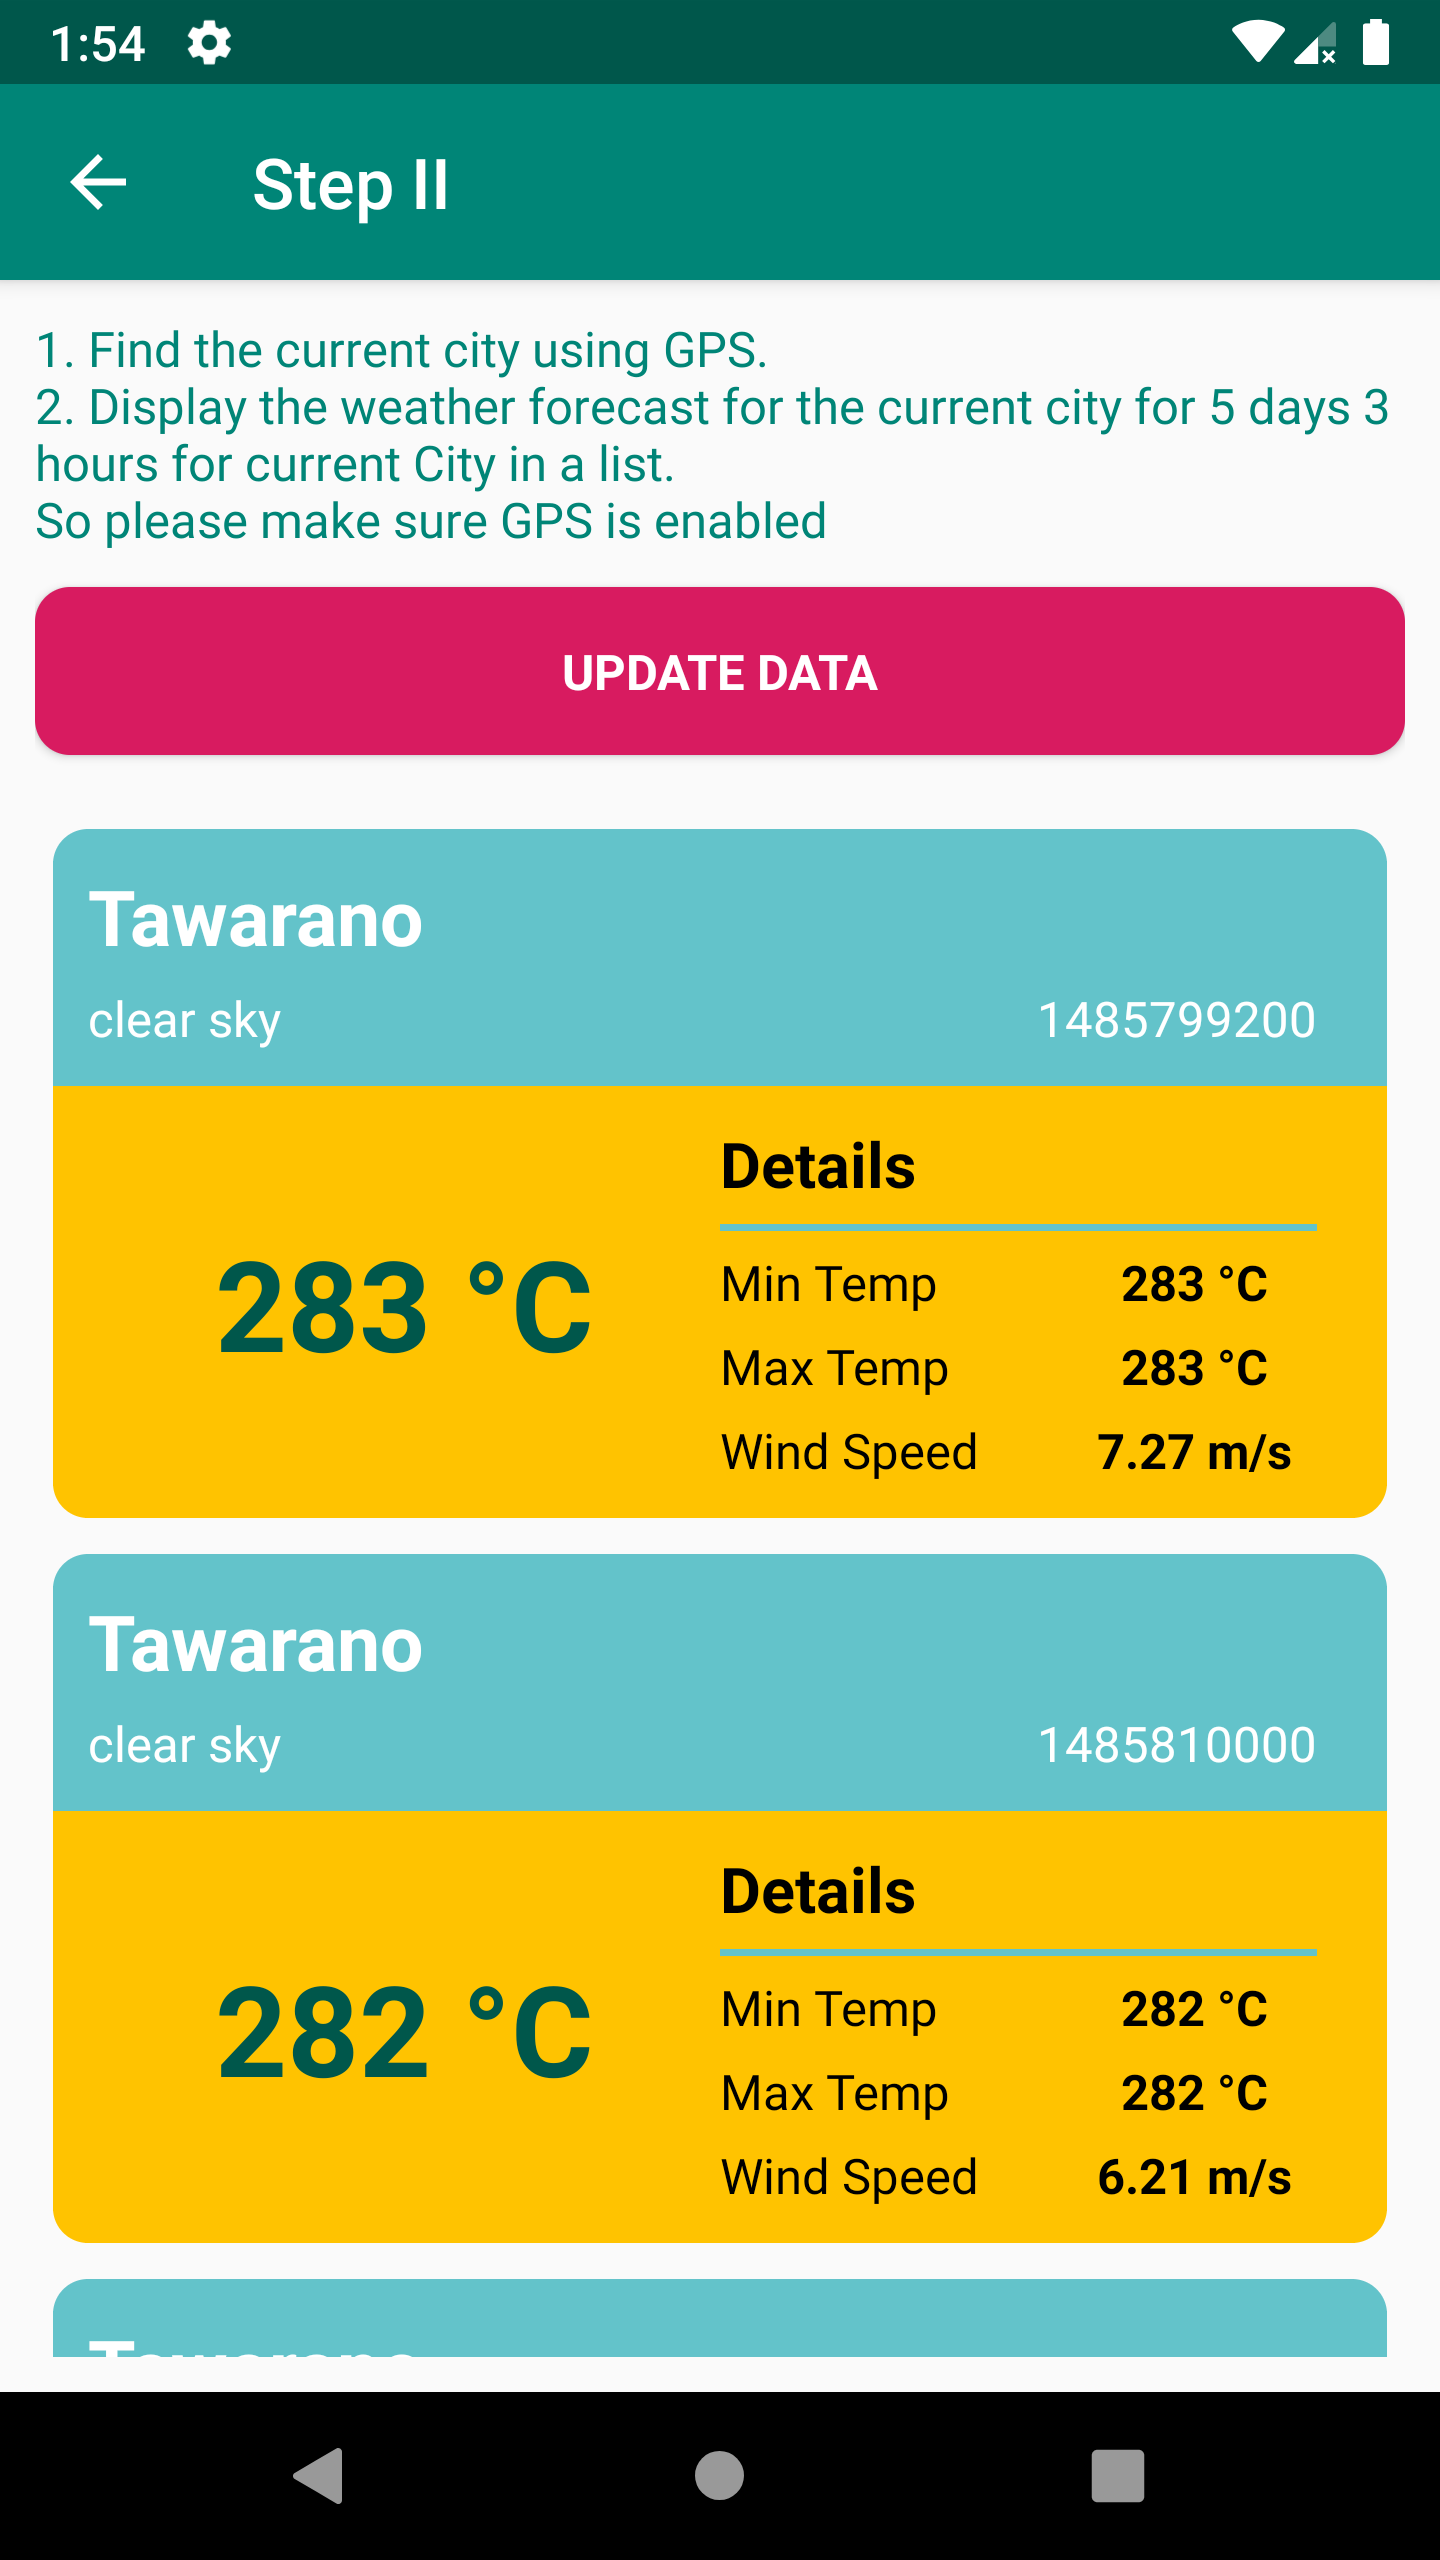 1:54
Step II
1. Find the current city using GPS.
2. Display the weather forecast for the current city for 5 days 3
hours for current City in a list.
So please make sure GPS is enabled
UPDATE DATA
Tawarano
clear sky 1485799200
Details
283 °C
Min Temp 283 °C
Max Temp 283 °C
Wind Speed 7.27 m/s
Tawarano
clear sky 1485810000
Details
282 °C
Min Temp 282 °C
Max Temp 282 °C
Wind Speed 6.21 m/s
Tawarano